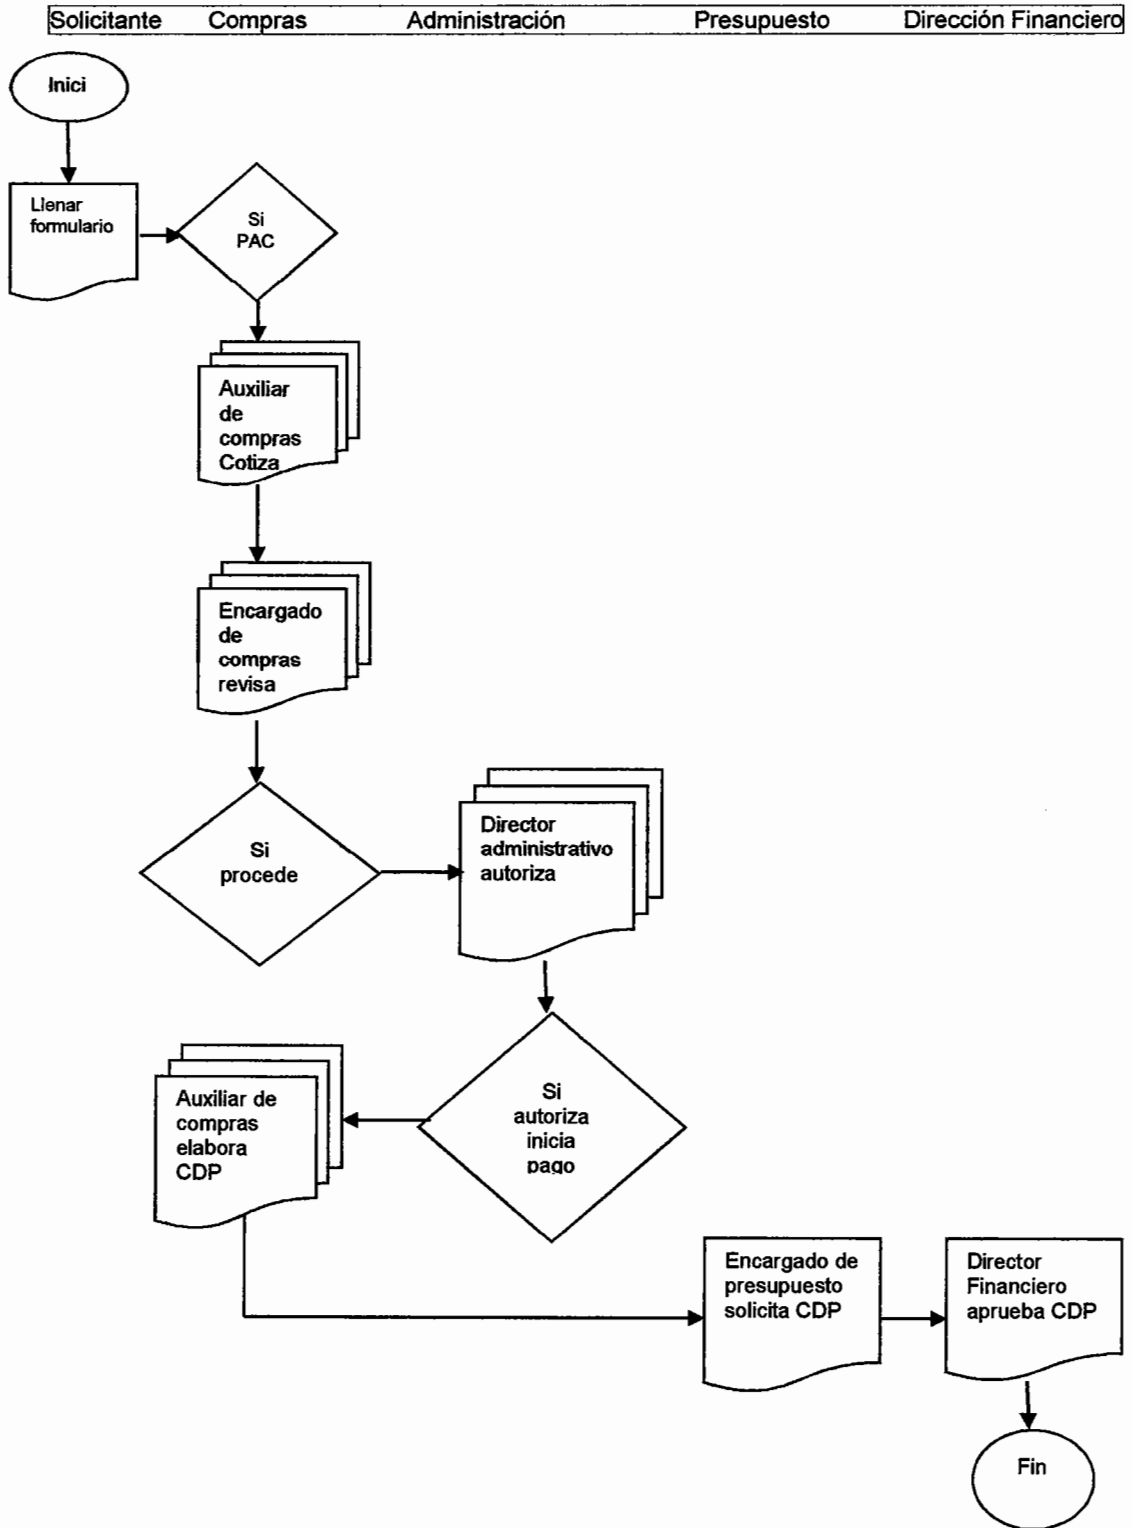 Solicitante Compras Administración Presupuesto Dirección Financiero
Inici
Llenar
formulario
Si
PAC
Auxiliar
de
compras
Cotiza
Encargado
de
compras
revisa
Si
procede
Director
administrativo
autoriza
Si
autoriza
inicia
pago
Auxiliar de
compras
elabora
CDP
Encargado de
presupuesto
solicita CDP
Director
Financiero
aprueba CDP
Fin